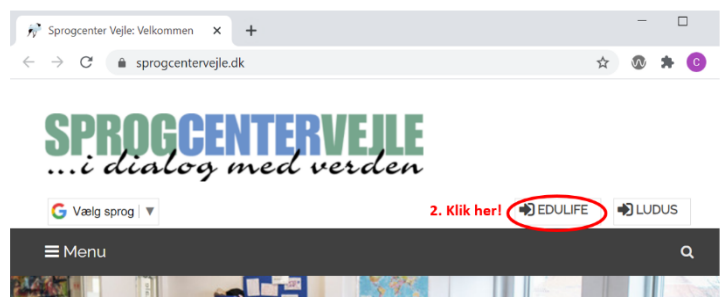 Sprogcenter Vejle: Velkommen
sprogcentervejle.dk
C
SPROGCENTERVEJLE
...i dialog med verden
G Vælg sprog
2. Klik her! EDULIFE LUDUS
Menu